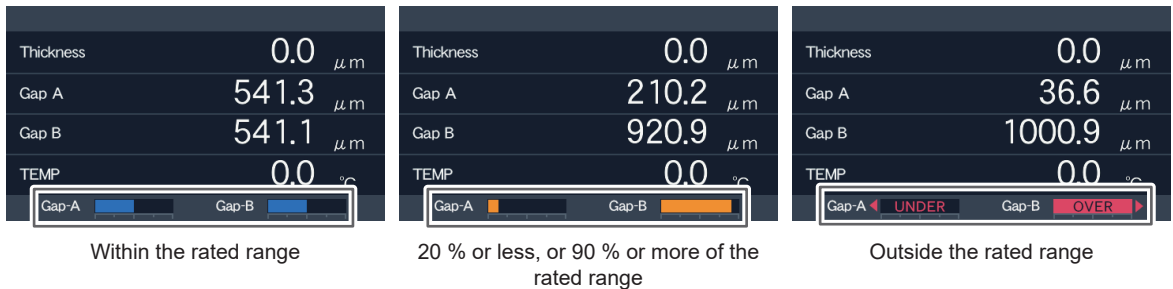 Thickness 0.0 μm
Gap A 541.3 μm
Gap B 541.1 μm
TEMP 0.0 °C
Gap-A Gap-B
Within the rated range
Thickness 0.0 μm
Gap A 210.2 μm
Gap B 920.9 μm
TEMP 0.0 °C
Gap-A Gap-B
20 % or less, or 90 % or more of the
rated range
Thickness 0.0 μm
Gap A 36.6 μm
Gap B 1000.9 μm
TEMP 0.0 °C
Gap-A UNDER Gap-B OVER
Outside the rated range